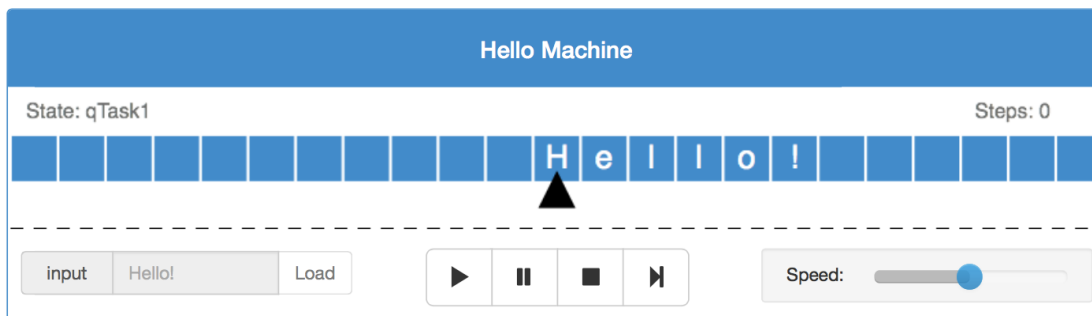 Hello Machine
State: qTask1 Steps: 0
H e l l o !
input Hello! Load Speed: